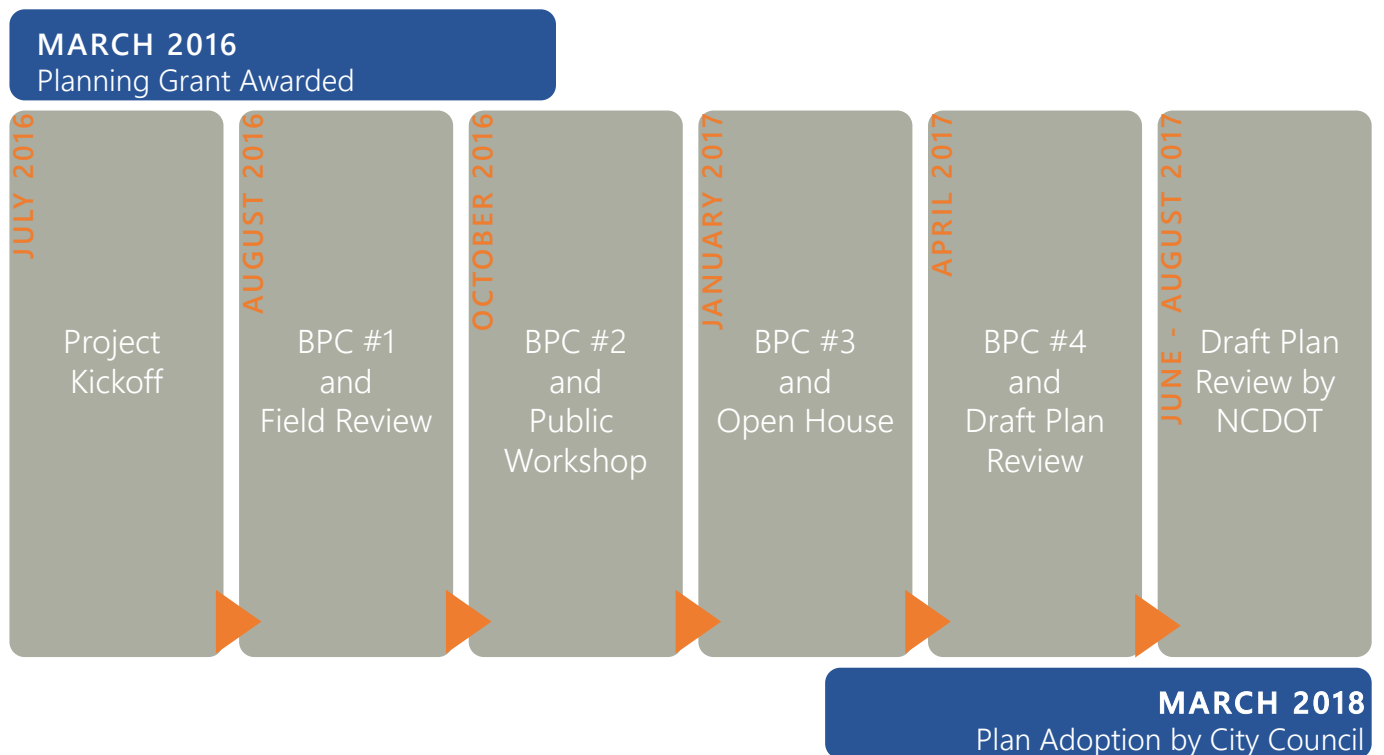 MARCH 2016
Planning Grant Awarded
JULY 2016
Project
Kickoff
AUGUST 2016
BPC #1
and
Field Review
OCTOBER 2016
BPC #2
and
Public
Workshop
JANUARY 2017
BPC #3
and
Open House
APRIL 2017
BPC #4
and
Draft Plan
Review
JUNE - AUGUST 2017
Draft Plan
Review by
NCDOT
MARCH 2018
Plan Adoption by City Council